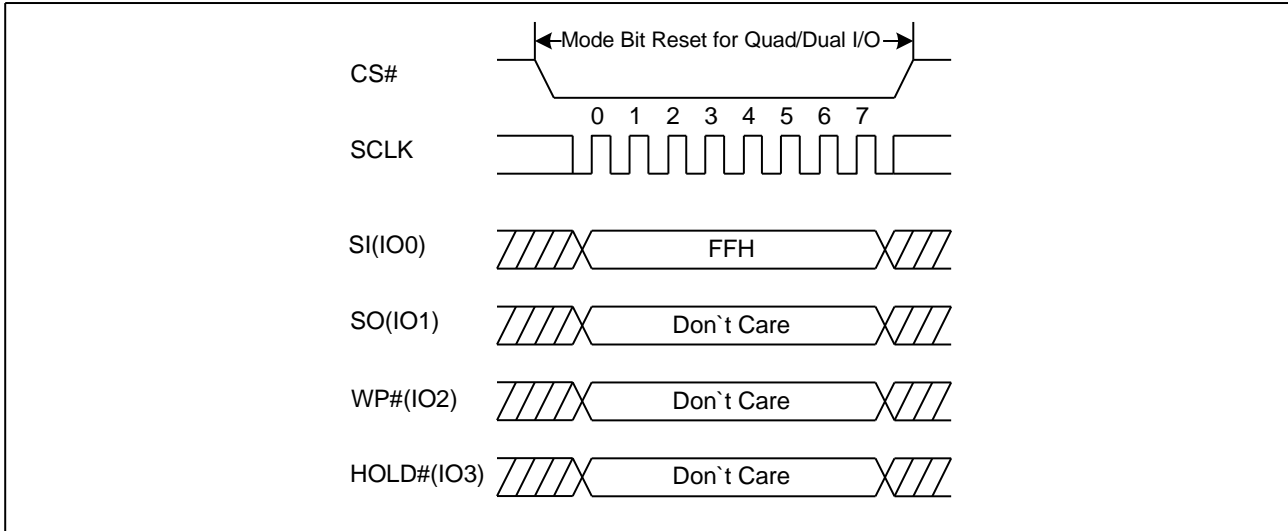 Mode Bit Reset for Quad/Dual I/O
CS#
0 1 2 3 4 5 6 7
SCLK
SI(IO0) FFH
SO(IO1) Don`t Care
WP#(IO2) Don`t Care
HOLD#(IO3) Don`t Care